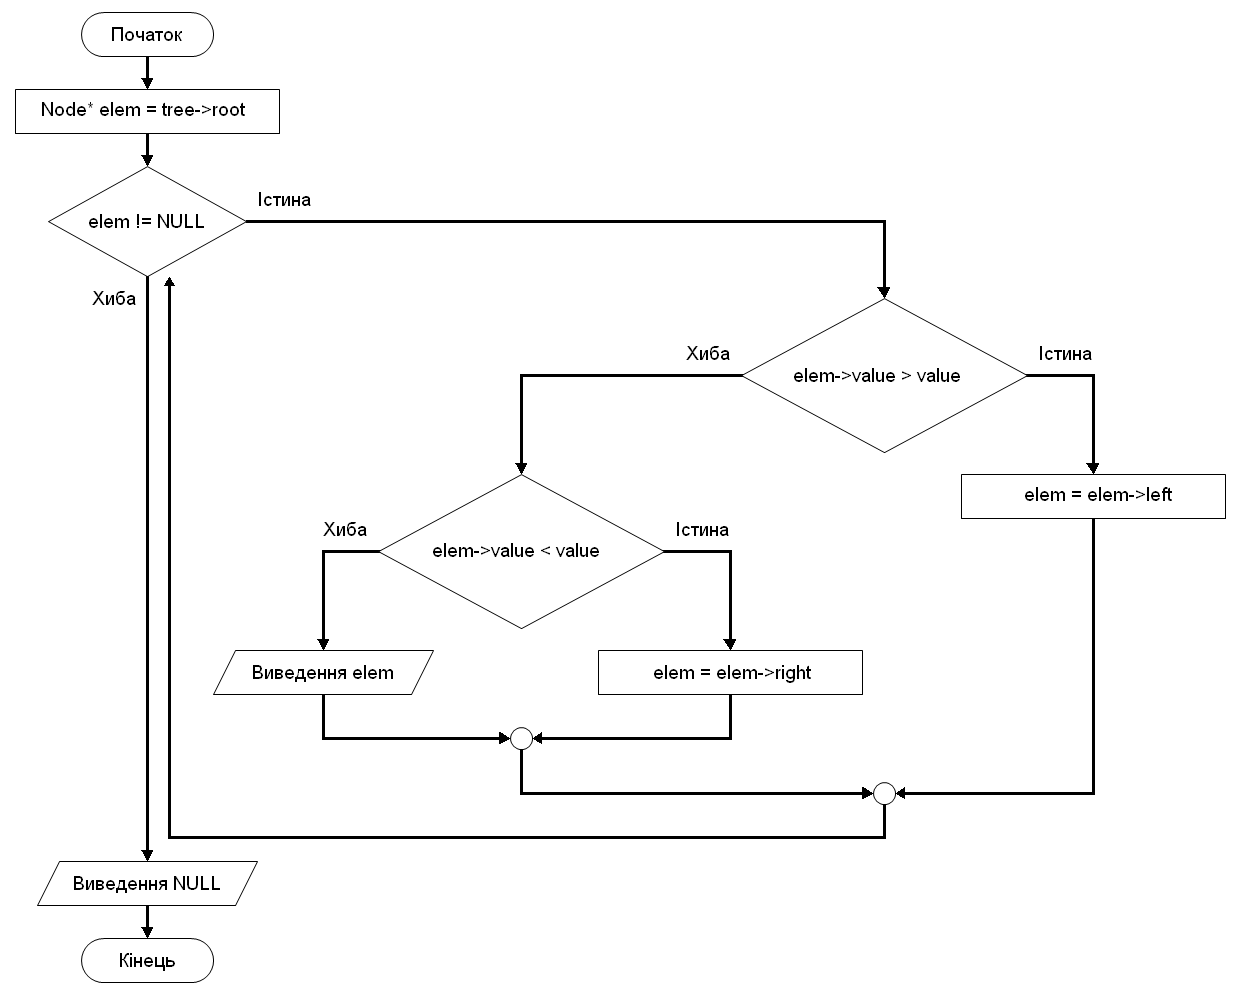 Початок
Node* elem = tree->root
elem != NULL
Істина
Хиба
elem->value > value
Хиба
Істина
elem = elem->left
elem->value < value
Хиба
Істина
Виведення elem
elem = elem->right
Виведення NULL
Кінець